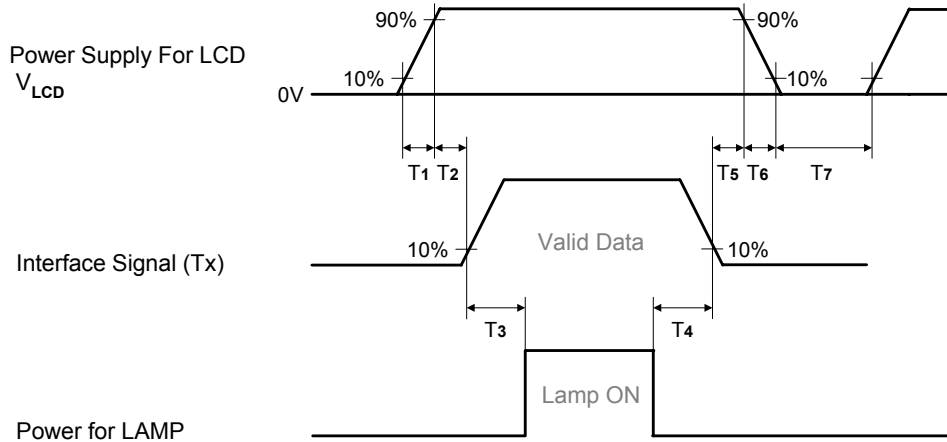 90%
90%
Power Supply For LCD
VLCD
10%
10%
0V
T1 T2
T5 T6
T7
Valid Data
10%
10%
Interface Signal (Tx)
T3
T4
Lamp ON
Power for LAMP